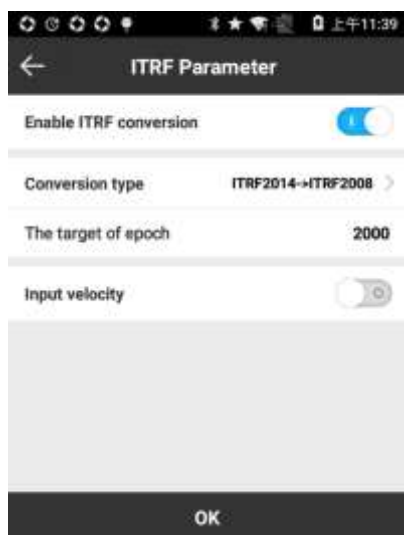 上午11:39
ITRF Parameter
Enable ITRF conversion
Conversion type ITRF2014->ITRF2008
The target of epoch 2000
Input velocity
OK